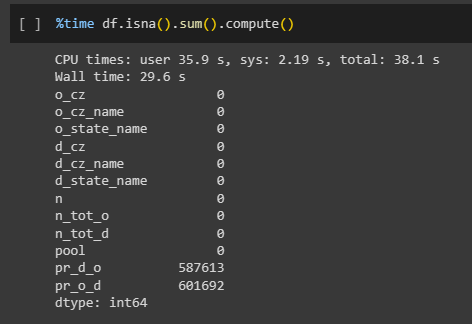 [ ] %time df.isna().sum().compute()
CPU times: user 35.9 s, sys: 2.19 s, total: 38.1 s
Wall time: 29.6 s
o_cz 0
o_cz_name 0
o_state_name 0
d_cz 0
d_cz_name 0
d_state_name 0
n 0
n_tot_o 0
n_tot_d 0
pool 0
pr_d_o 587613
pr_o_d 601692
dtype: int64